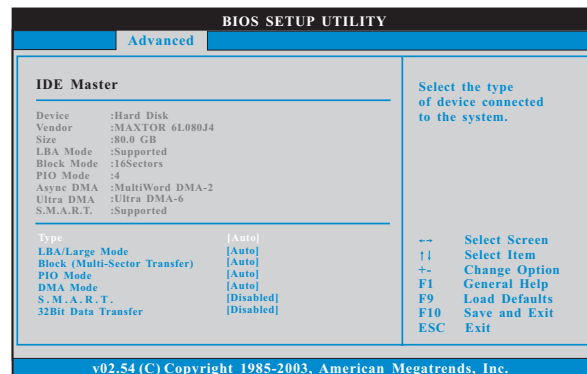 BIOS SETUP UTILITY
Advanced
IDE Master
Device :Hard Disk
Vendor :MAXTOR 6L080J4
Size :80.0 GB
LBA Mode :Supported
Block Mode :16Sectors
PIO Mode :4
Async DMA :MultiWord DMA-2
Ultra DMA :Ultra DMA-6
S.M.A.R.T. :Supported
Type [Auto]
LBA/Large Mode [Auto]
Block (Multi-Sector Transfer) [Auto]
PIO Mode [Auto]
DMA Mode [Auto]
S.M.A.R.T. [Disabled]
32Bit Data Transfer [Disabled]
Select the type
of device connected
to the system.
←→ Select Screen
↑↓ Select Item
+- Change Option
F1 General Help
F9 Load Defaults
F10 Save and Exit
ESC Exit
v02.54 (C) Copyright 1985-2003, American Megatrends, Inc.